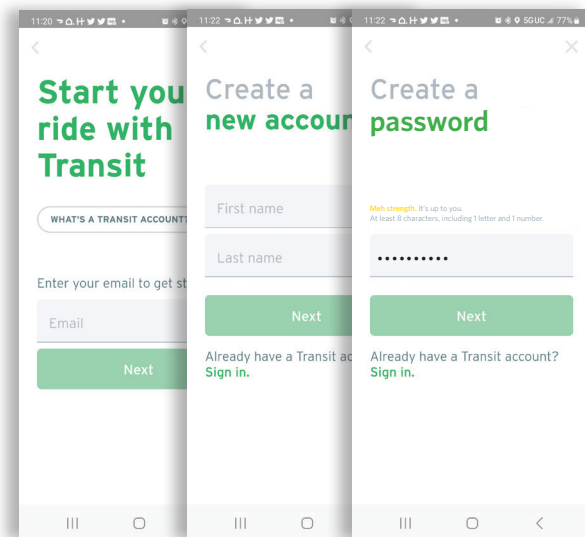 11:20
Start you
ride with
Transit
WHAT'S A TRANSIT ACCOUNT?
Enter your email to get st
Email
Next
11:22
Create a
new accour
First name
Last name
Next
Already have a Transit ac
Sign in.
11:22
5GUC 77%
Create a
password
Meh strength. It's up to you.
At least 8 characters, including 1 letter and 1 number.
••••••••••
Next
Already have a Transit account?
Sign in.